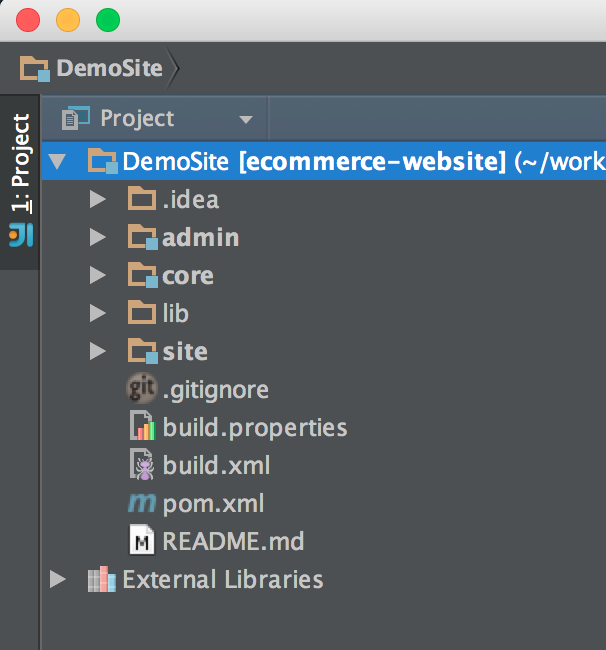 DemoSite
1: Project
Project
DemoSite [ecommerce-website] (~/work
.idea
admin
core
lib
site
git .gitignore
build.properties
build.xml
m pom.xml
M README.md
External Libraries